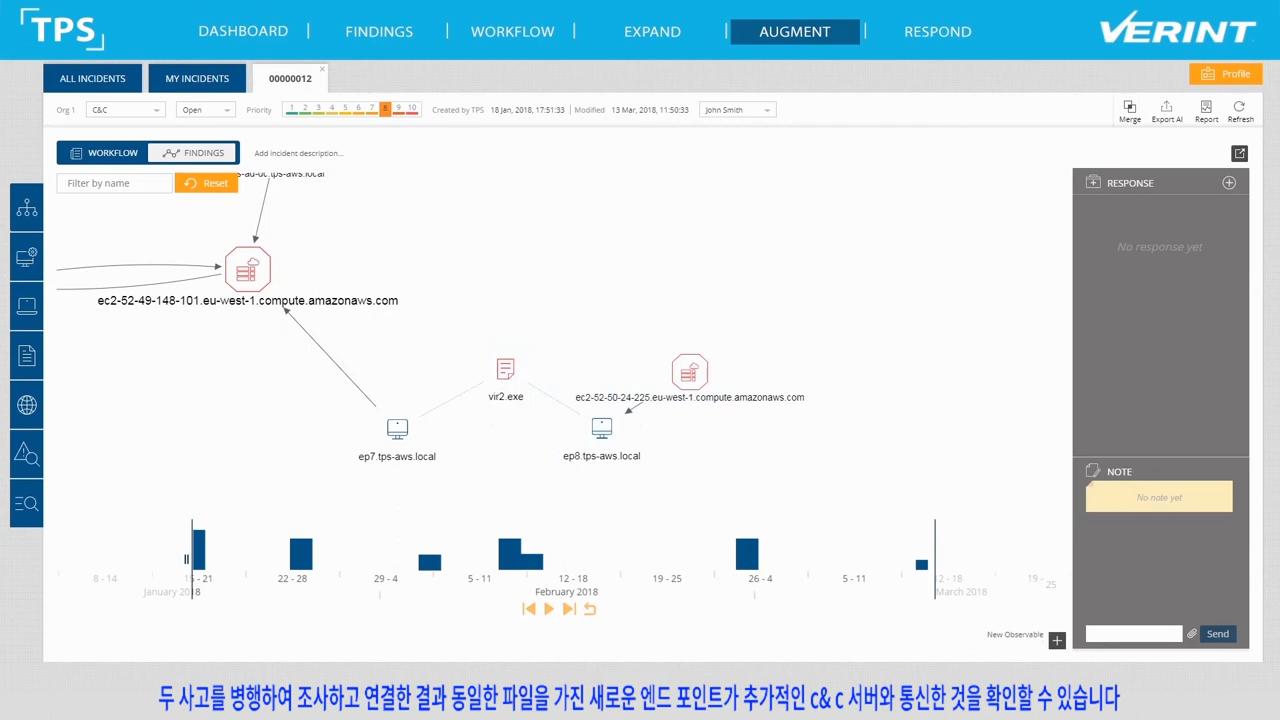 TPS
DASHBOARD
FINDINGS
WORKFLOW
EXPAND
AUGMENT
RESPOND
VERINT
ALL INCIDENTS
MY INCIDENTS
00000012
Profile
Org 1
C&C
Open
Priority
1 2 3 4 5 6 7 8 9 10
Created by TPS 18 Jan, 2018, 17:51:33
Modified 13 Mar, 2018, 11:50:33
John Smith
Merge
Export AI
Report
Refresh
WORKFLOW
FINDINGS
Add incident description...
Filter by name
Reset
s-ad-dc.tps-aws.local
RESPONSE
No response yet
ec2-52-49-148-101.eu-west-1.compute.amazonaws.com
vir2.exe
ec2-52-50-24-225.eu-west-1.compute.amazonaws.com
ep7.tps-aws.local
ep8.tps-aws.local
NOTE
No note yet
8 - 14
15 - 21
22 - 28
29 - 4
5 - 11
12 - 18
19 - 25
26 - 4
5 - 11
12 - 18
19 - 25
January 2018
February 2018
March 2018
New Observable
Send
두 사고를 병행하여 조사하고 연결한 결과 동일한 파일을 가진 새로운 엔드 포인트가 추가적인 c& c 서버와 통신한 것을 확인할 수 있습니다